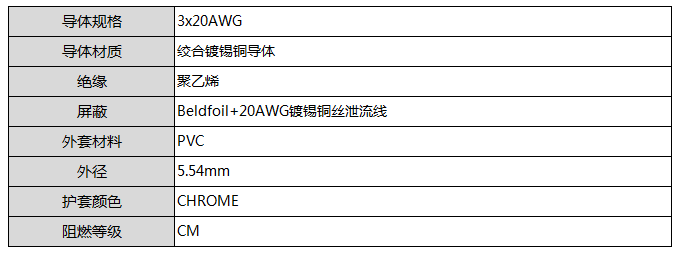 导体规格 3x20AWG
导体材质 绞合镀锡铜导体
绝缘 聚乙烯
屏蔽 Beldfoil+20AWG镀锡铜丝泄流线
外套材料 PVC
外径 5.54mm
护套颜色 CHROME
阻燃等级 CM